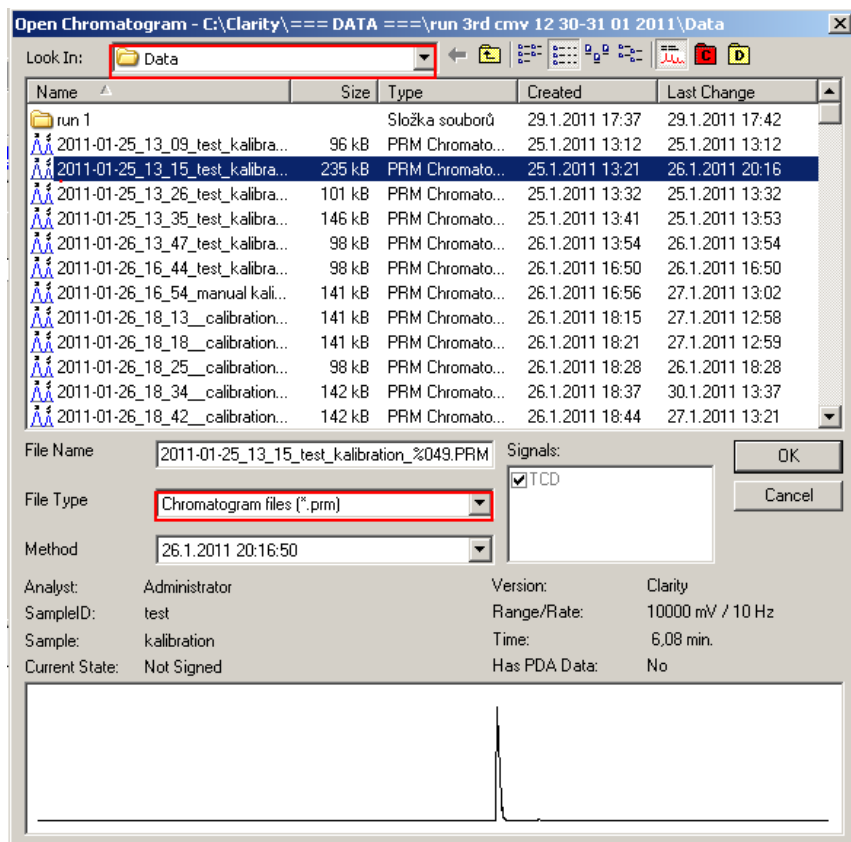 Open Chromatogram - C:\Clarity\=== DATA ===\run 3rd cmv 12 30-31 01 2011\Data
Look In: Data
Name Size Type Created Last Change
run 1 Složka souborů 29.1.2011 17:37 29.1.2011 17:42
2011-01-25_13_09_test_kalibra... 96 kB PRM Chromato... 25.1.2011 13:12 25.1.2011 13:12
2011-01-25_13_15_test_kalibra... 235 kB PRM Chromato... 25.1.2011 13:21 26.1.2011 20:16
2011-01-25_13_26_test_kalibra... 101 kB PRM Chromato... 25.1.2011 13:32 25.1.2011 13:32
2011-01-25_13_35_test_kalibra... 146 kB PRM Chromato... 25.1.2011 13:41 25.1.2011 13:53
2011-01-26_13_47_test_kalibra... 98 kB PRM Chromato... 26.1.2011 13:54 26.1.2011 13:54
2011-01-26_16_44_test_kalibra... 98 kB PRM Chromato... 26.1.2011 16:50 26.1.2011 16:50
2011-01-26_16_54_manual kali... 141 kB PRM Chromato... 26.1.2011 16:56 27.1.2011 13:02
2011-01-26_18_13__calibration... 141 kB PRM Chromato... 26.1.2011 18:15 27.1.2011 12:58
2011-01-26_18_18__calibration... 141 kB PRM Chromato... 26.1.2011 18:21 27.1.2011 12:59
2011-01-26_18_25__calibration... 98 kB PRM Chromato... 26.1.2011 18:28 26.1.2011 18:28
2011-01-26_18_34__calibration... 142 kB PRM Chromato... 26.1.2011 18:37 30.1.2011 13:37
2011-01-26_18_42__calibration... 142 kB PRM Chromato... 26.1.2011 18:44 27.1.2011 13:21
File Name 2011-01-25_13_15_test_kalibration_%049.PRM Signals: OK
TCD
File Type Chromatogram files (*.prm) Cancel
Method 26.1.2011 20:16:50
Analyst: Administrator Version: Clarity
SampleID: test Range/Rate: 10000 mV / 10 Hz
Sample: kalibration Time: 6,08 min.
Current State: Not Signed Has PDA Data: No